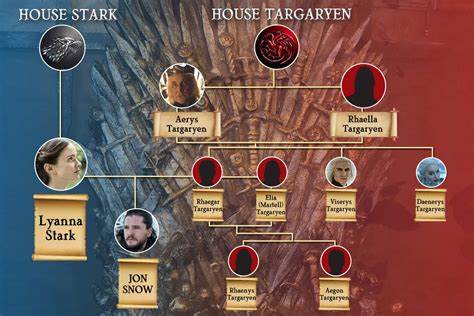 HOUSE STARK
HOUSE TARGARYEN
Aerys
Targaryen
Rhaella
Targaryen
Lyanna
Stark
Rhaegar
Targaryen
Elia
(Martell)
Targaryen
Viserys
Targaryen
Daenerys
Targaryen
JON
SNOW
Rhaenys
Targaryen
Aegon
Targaryen